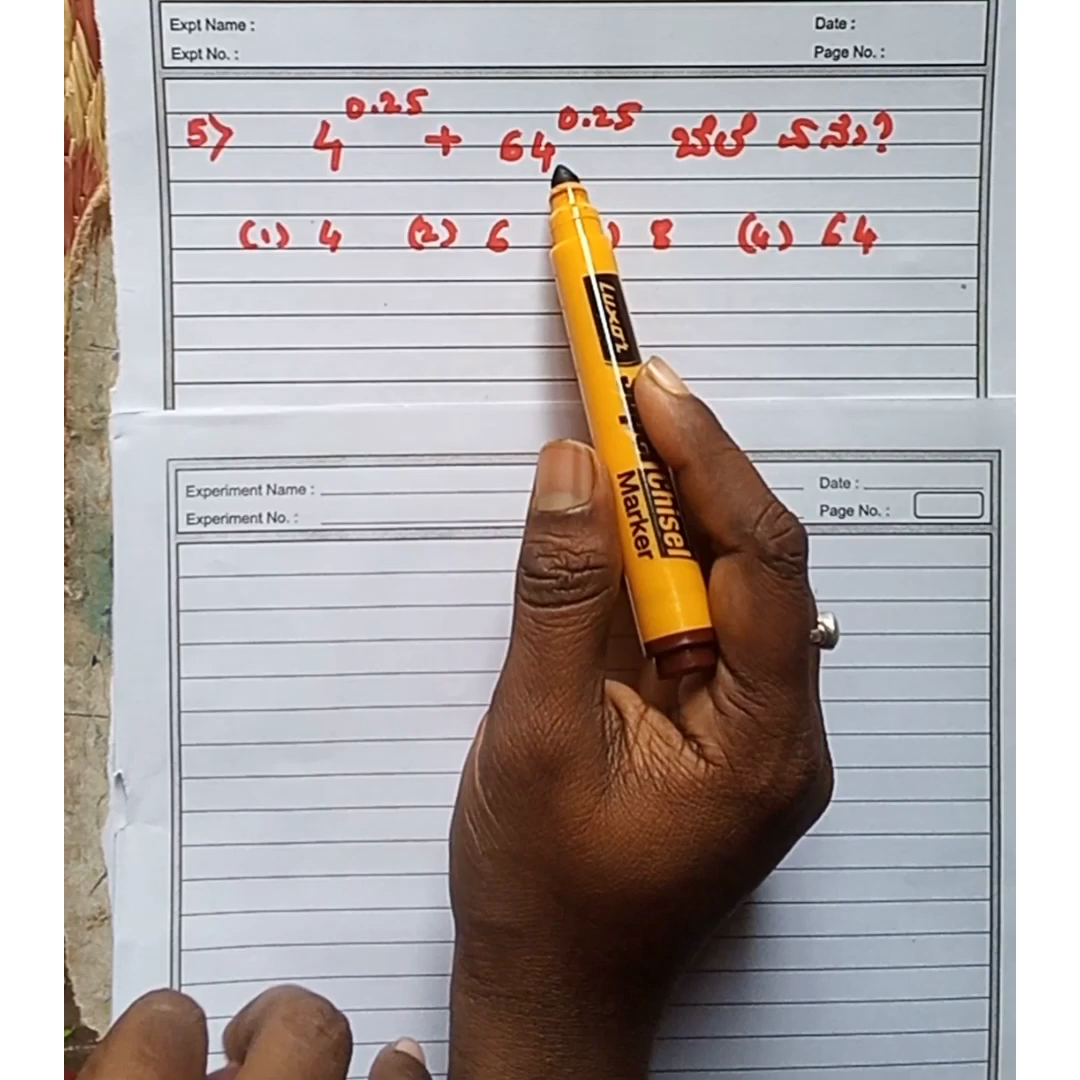 Expt Name : Date :
Expt No. : Page No. :
5) 4^0.25 + 64^0.25 ಬೆಲೆ ಏನು?
(1) 4 (2) 6 ) 8 (4) 64
Luxor
Chisel
Marker
Experiment Name : Date :
Experiment No. : Page No. :